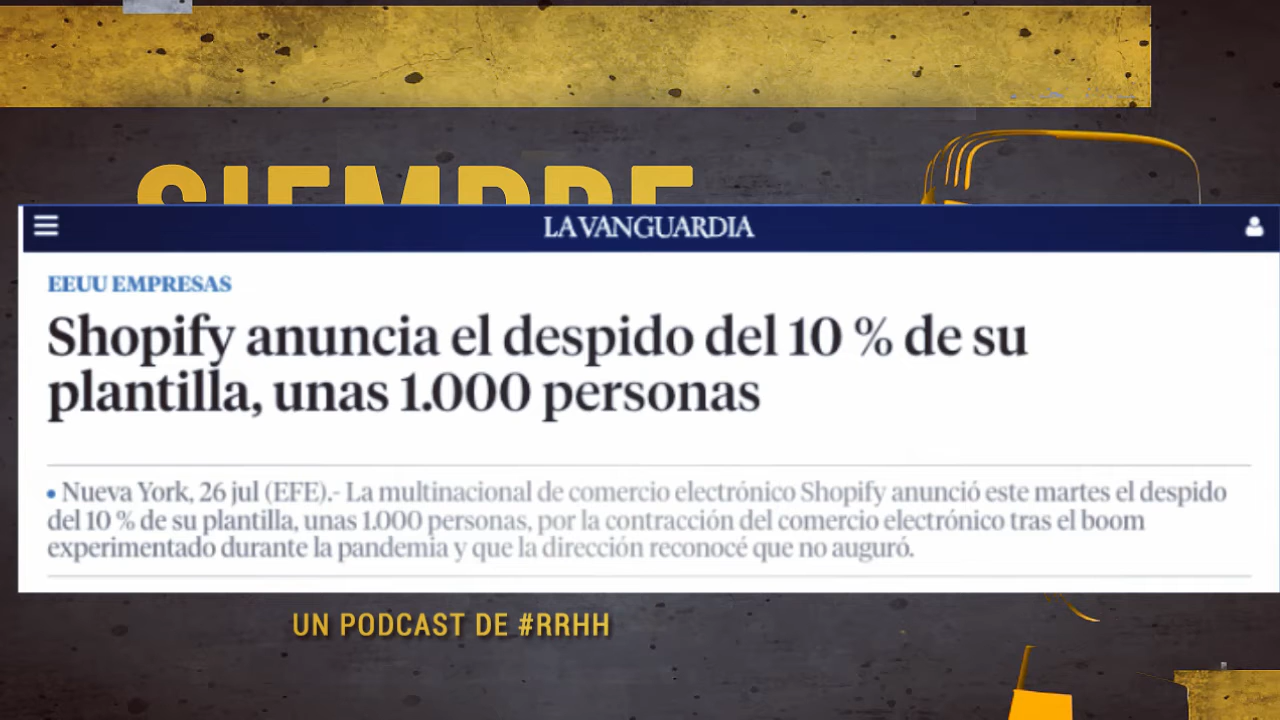 SIEMPRE
LA VANGUARDIA
EEUU EMPRESAS
Shopify anuncia el despido del 10 % de su
plantilla, unas 1.000 personas
• Nueva York, 26 jul (EFE).- La multinacional de comercio electrónico Shopify anunció este martes el despido
del 10 % de su plantilla, unas 1.000 personas, por la contracción del comercio electrónico tras el boom
experimentado durante la pandemia y que la dirección reconocé que no auguró.
UN PODCAST DE #RRHH